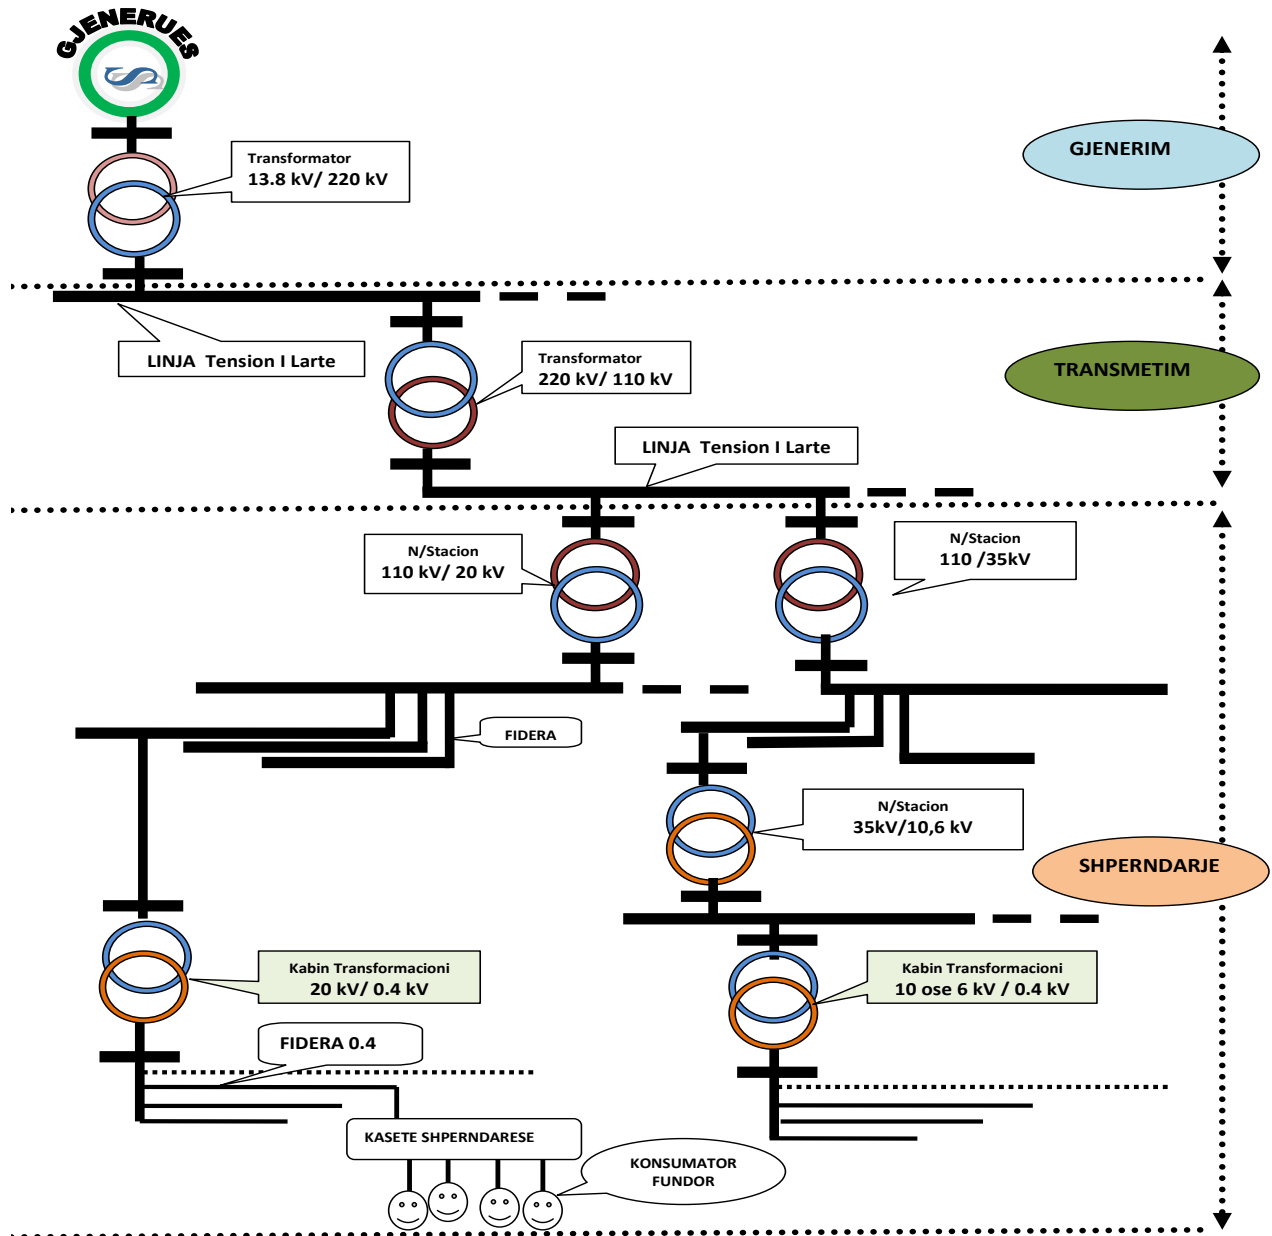 GJENERUES
Transformator
13.8 kV/ 220 kV
GJENERIM
LINJA  Tension I Larte
Transformator
220 kV/ 110 kV
TRANSMETIM
LINJA  Tension I Larte
N/Stacion
110 kV/ 20 kV
N/Stacion
110 /35kV
FIDERA
N/Stacion
35kV/10,6 kV
SHPERNDARJE
Kabin Transformacioni
20 kV/ 0.4 kV
Kabin Transformacioni
10 ose 6 kV / 0.4 kV
FIDERA 0.4
KASETE SHPERNDARESE
KONSUMATOR
FUNDOR